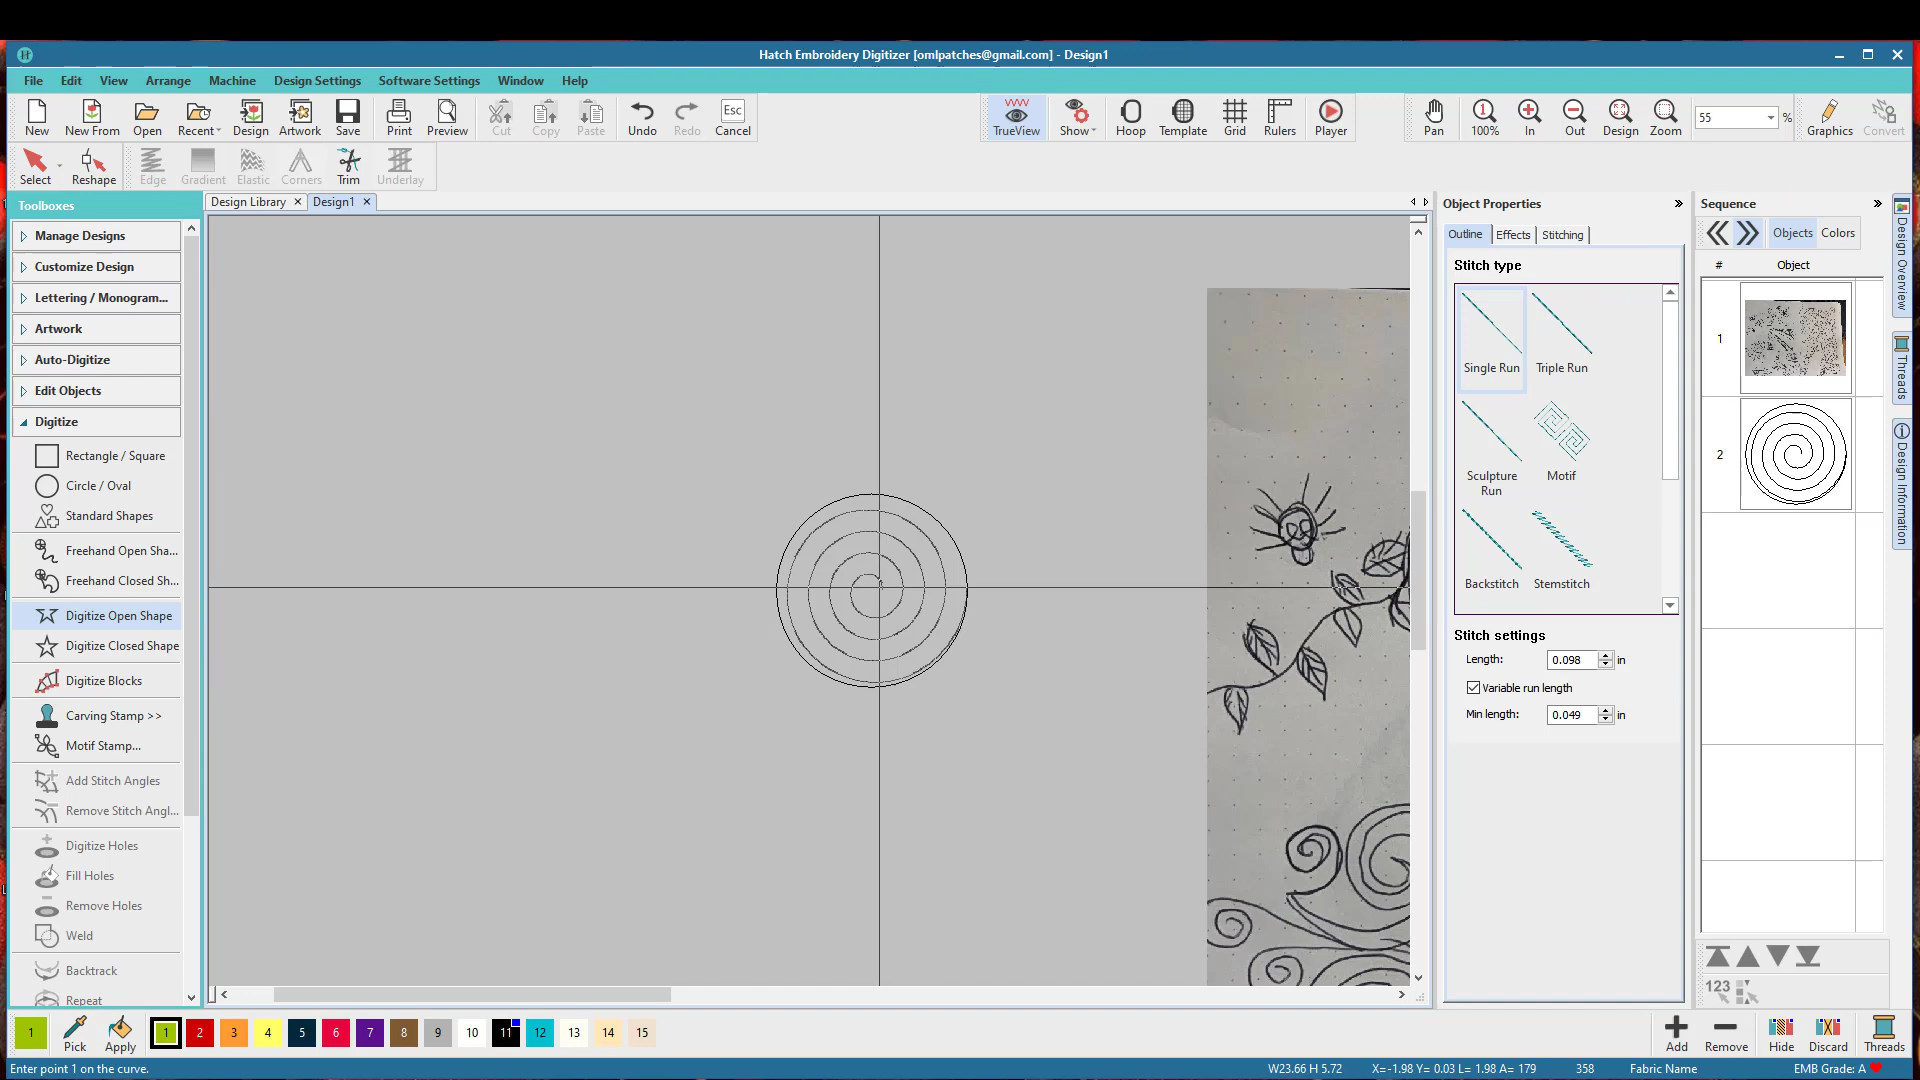 Hatch Embroidery Digitizer [omlpatches@gmail.com] - Design1
File Edit View Arrange Machine Design Settings Software Settings Window Help
New New From Open Recent Design Artwork Save Print Preview Cut Copy Paste Undo Redo Esc Cancel TrueView Show Hoop Template Grid Rulers Player Pan 1 100% In Out Design Zoom 55 % Graphics Convert
Select Reshape Edge Gradient Elastic Corners Trim Underlay
Toolboxes
Manage Designs
Customize Design
Lettering / Monogram...
Artwork
Auto-Digitize
Edit Objects
Digitize
Rectangle / Square
Circle / Oval
Standard Shapes
Freehand Open Sha...
Freehand Closed Sh...
Digitize Open Shape
Digitize Closed Shape
Digitize Blocks
Carving Stamp >>
Motif Stamp...
Add Stitch Angles
Remove Stitch Angl...
Digitize Holes
Fill Holes
Remove Holes
Weld
Backtrack
Repeat
Design Library Design1
Object Properties
Outline Effects Stitching
Stitch type
Single Run Triple Run
Sculpture Run Motif
Backstitch Stemstitch
Stitch settings
Length: 0.098 in
Variable run length
Min length: 0.049 in
Sequence
Objects Colors
# Object
1
2
123
Design Overview
Threads
Design Information
1 Pick Apply 1 2 3 4 5 6 7 8 9 10 11 12 13 14 15 Add Remove Hide Discard Threads
Enter point 1 on the curve. W23.66 H 5.72 X=-1.98 Y= 0.03 L= 1.98 A= 179 358 Fabric Name EMB Grade: A